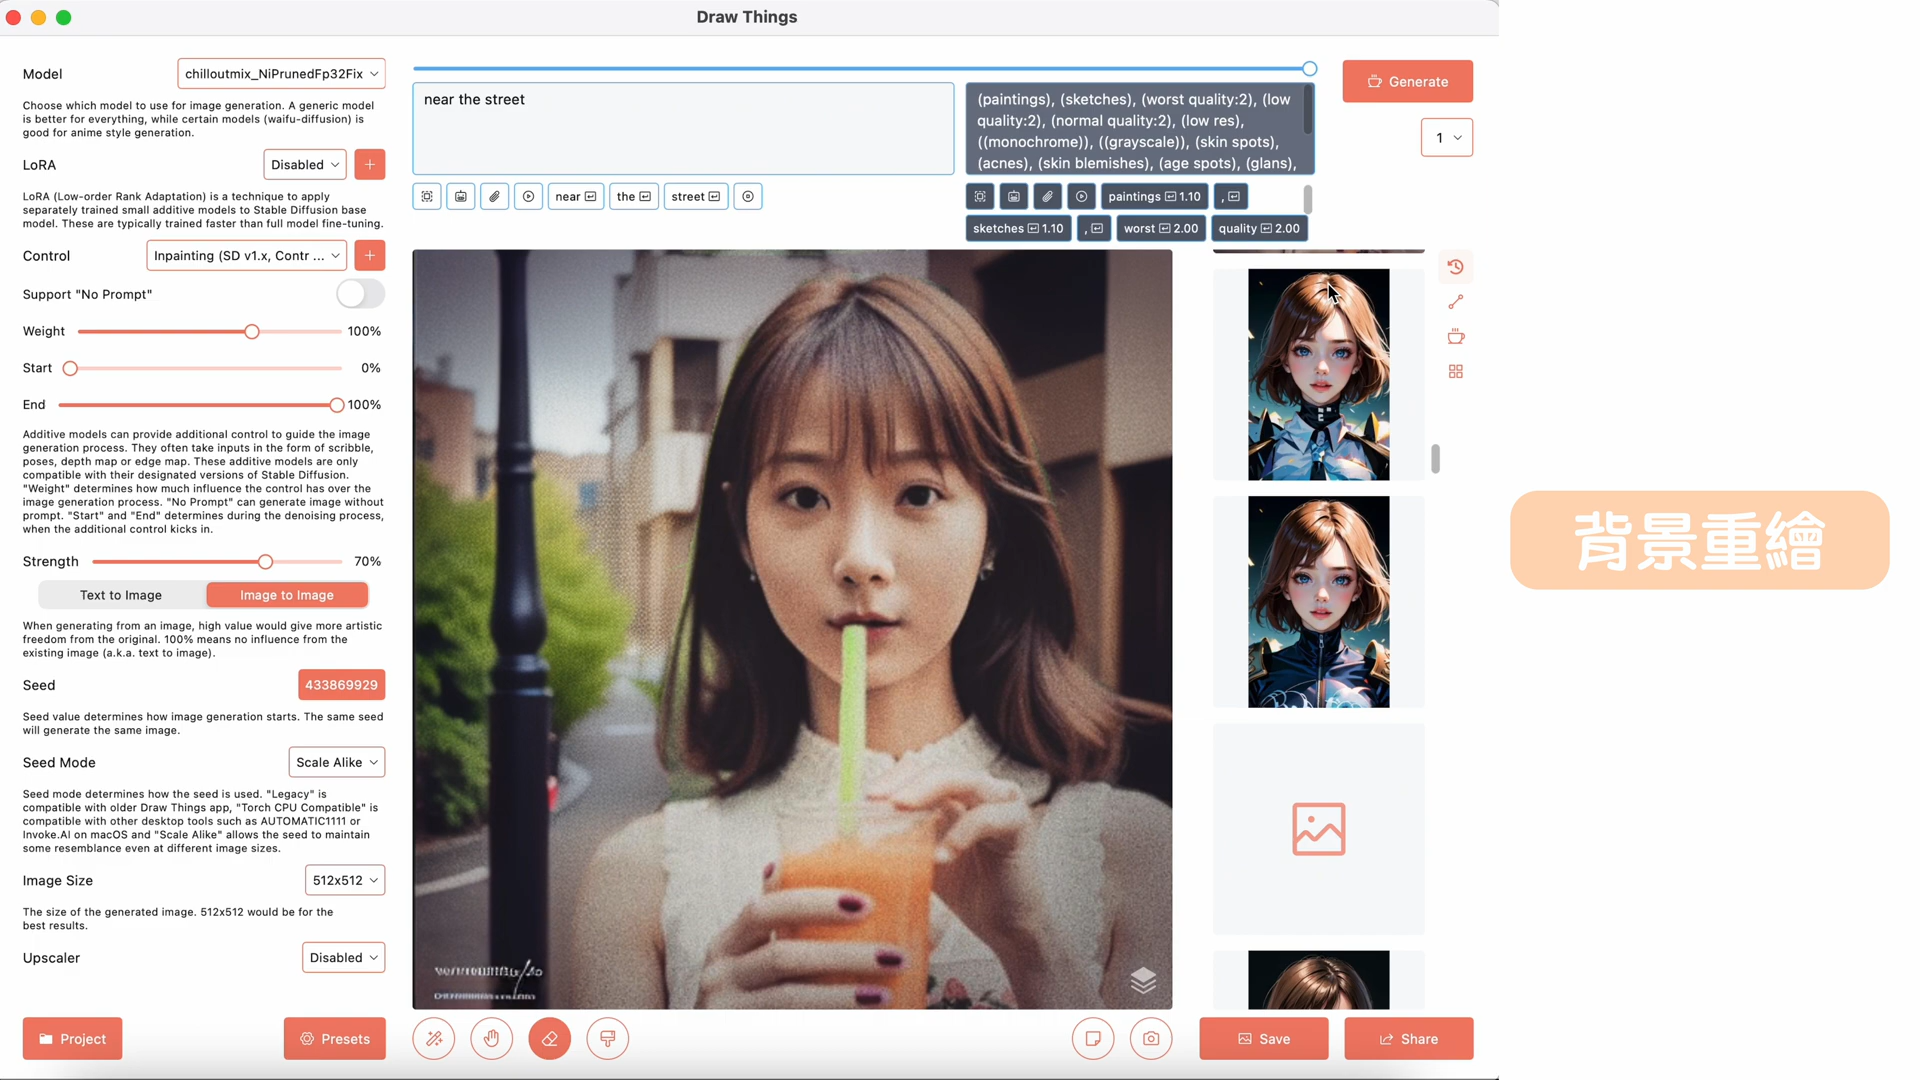 Draw Things
Model
chilloutmix_NiPrunedFp32Fix
Choose which model to use for image generation. A generic model
is better for everything, while certain models (waifu-diffusion) is
good for anime style generation.
LoRA
Disabled
LoRA (Low-order Rank Adaptation) is a technique to apply
separately trained small additive models to Stable Diffusion base
model. These are typically trained faster than full model fine-tuning.
Control
Inpainting (SD v1.x, Contr ...
Support "No Prompt"
Weight
100%
Start
0%
End
100%
Additive models can provide additional control to guide the image
generation process. They often take inputs in the form of scribble,
poses, depth map or edge map. These additive models are only
compatible with their designated versions of Stable Diffusion.
"Weight" determines how much influence the control has over the
image generation process. "No Prompt" can generate image without
prompt. "Start" and "End" determines during the denoising process,
when the additional control kicks in.
Strength
70%
Text to Image
Image to Image
When generating from an image, high value would give more artistic
freedom from the original. 100% means no influence from the
existing image (a.k.a. text to image).
Seed
433869929
Seed value determines how image generation starts. The same seed
will generate the same image.
Seed Mode
Scale Alike
Seed mode determines how the seed is used. "Legacy" is
compatible with older Draw Things app, "Torch CPU Compatible" is
compatible with other desktop tools such as AUTOMATIC1111 or
Invoke.AI on macOS and "Scale Alike" allows the seed to maintain
some resemblance even at different image sizes.
Image Size
512x512
The size of the generated image. 512x512 would be for the
best results.
Upscaler
Disabled
Project
Presets
near the street
near
the
street
(paintings), (sketches), (worst quality:2), (low
quality:2), (normal quality:2), (low res),
((monochrome)), ((grayscale)), (skin spots),
(acnes), (skin blemishes), (age spots), (glans),
paintings 1.10
,
sketches 1.10
,
worst 2.00
quality 2.00
Generate
1
Save
Share
背景重繪